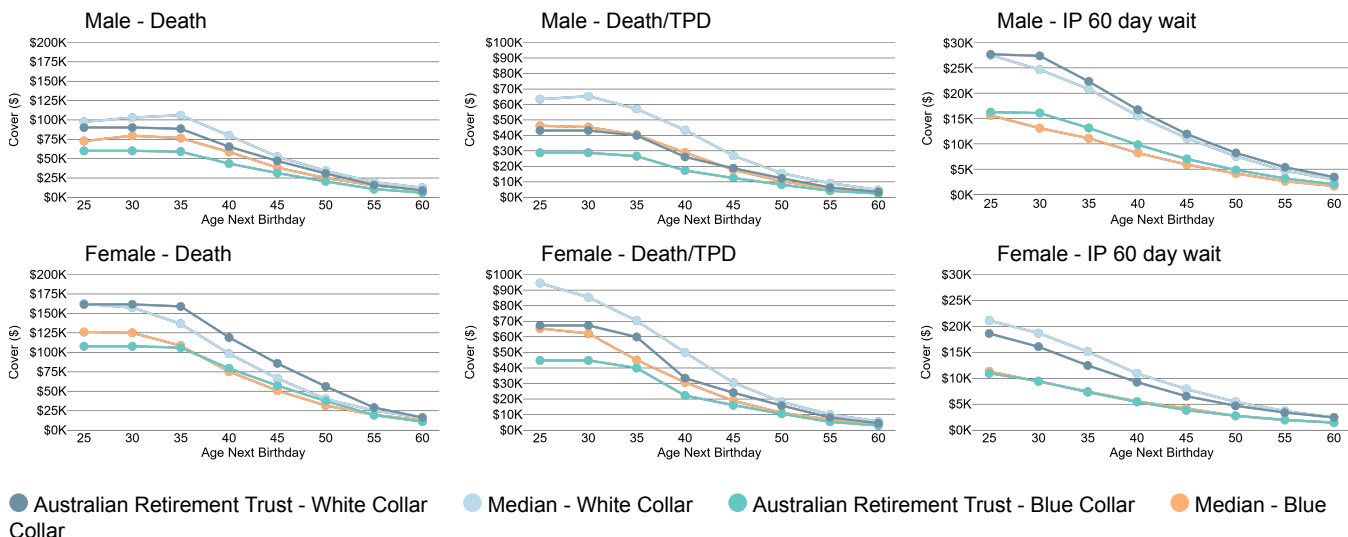 Male - Death
$200K
$175K
$150K
$125K
$100K
$75K
$50K
$25K
$0K
Cover ($)
25 30 35 40 45 50 55 60
Age Next Birthday
Male - Death/TPD
$100K
$90K
$80K
$70K
$60K
$50K
$40K
$30K
$20K
$10K
$0K
Cover ($)
25 30 35 40 45 50 55 60
Age Next Birthday
Male - IP 60 day wait
$30K
$25K
$20K
$15K
$10K
$5K
$0K
Cover ($)
25 30 35 40 45 50 55 60
Age Next Birthday
Female - Death
$200K
$175K
$150K
$125K
$100K
$75K
$50K
$25K
$0K
Cover ($)
25 30 35 40 45 50 55 60
Age Next Birthday
Female - Death/TPD
$100K
$90K
$80K
$70K
$60K
$50K
$40K
$30K
$20K
$10K
$0K
Cover ($)
25 30 35 40 45 50 55 60
Age Next Birthday
Female - IP 60 day wait
$30K
$25K
$20K
$15K
$10K
$5K
$0K
Cover ($)
25 30 35 40 45 50 55 60
Age Next Birthday
Australian Retirement Trust - White Collar Median - White Collar Australian Retirement Trust - Blue Collar Median - Blue
Collar